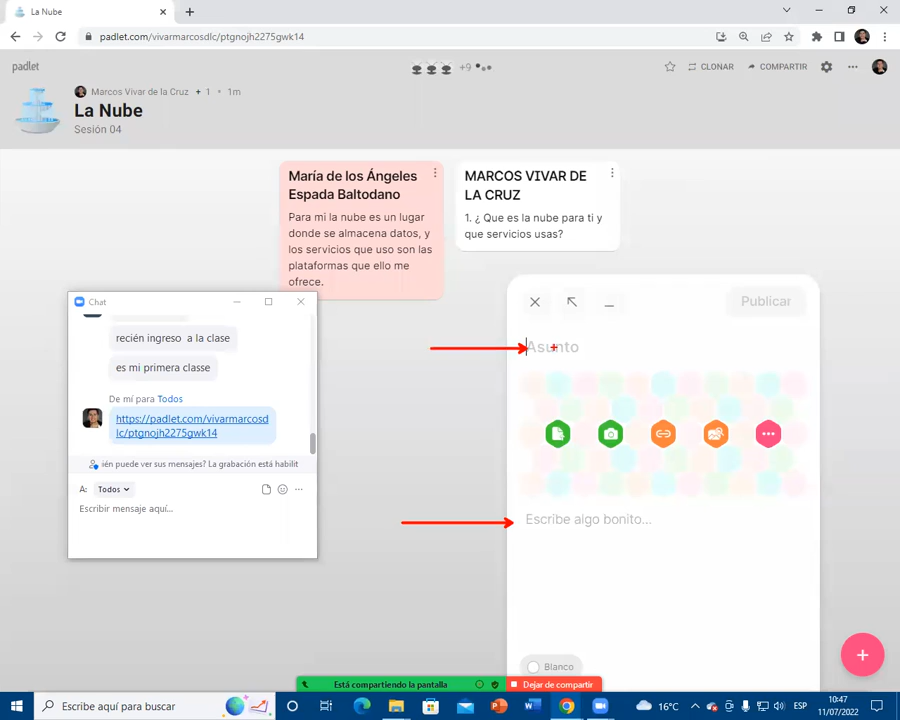 La Nube
padlet.com/vivarmarcosdlc/ptgnojh2275gwk14
padlet
+9
CLONAR
COMPARTIR
Marcos Vivar de la Cruz + 1 • 1m
La Nube
Sesión 04
María de los Ángeles
Espada Baltodano
Para mì la nube es un lugar
donde se almacena datos, y
los servicios que uso son las
plataformas que ello me
ofrece.
MARCOS VIVAR DE
LA CRUZ
1. ¿ Que es la nube para ti y
que servicios usas?
Chat
recién ingreso a la clase
es mi primera classe
De mí para Todos
https://padlet.com/vivarmarcosd
lc/ptgnojh2275gwk14
ién puede ver sus mensajes? La grabación está habilit
A: Todos
Escribir mensaje aquí...
Publicar
Asunto
Escribe algo bonito...
Blanco
Está compartiendo la pantalla
Dejar de compartir
Escribe aquí para buscar
16°C
ESP
10:47
11/07/2022